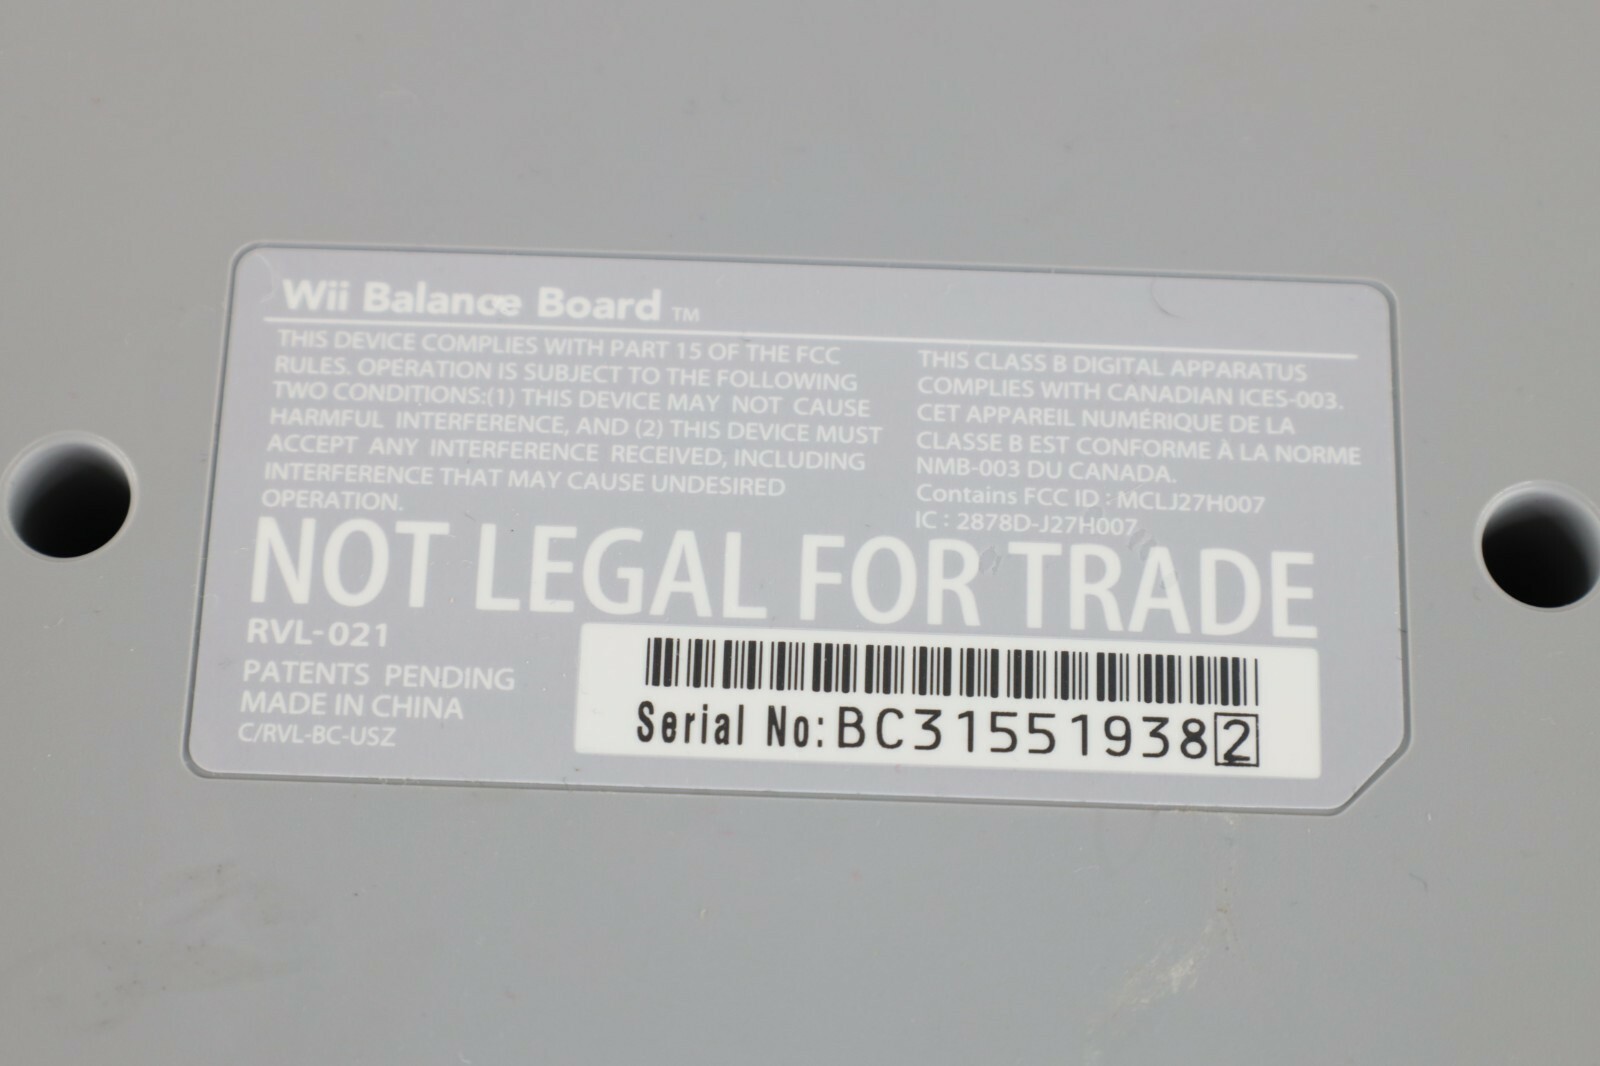 Wii Balance Board TM
THIS DEVICE COMPLIES WITH PART 15 OF THE FCC
RULES. OPERATION IS SUBJECT TO THE FOLLOWING
TWO CONDITIONS:(1) THIS DEVICE MAY NOT CAUSE
HARMFUL INTERFERENCE, AND (2) THIS DEVICE MUST
ACCEPT ANY INTERFERENCE RECEIVED, INCLUDING
INTERFERENCE THAT MAY CAUSE UNDESIRED
OPERATION.
THIS CLASS B DIGITAL APPARATUS
COMPLIES WITH CANADIAN ICES-003.
CET APPAREIL NUMÉRIQUE DE LA
CLASSE B EST CONFORME À LA NORME
NMB-003 DU CANADA.
Contains FCC ID : MCLJ27H007
IC : 2878D-J27H007
NOT LEGAL FOR TRADE
RVL-021
PATENTS PENDING
MADE IN CHINA
C/RVL-BC-USZ
Serial No:BC315519382